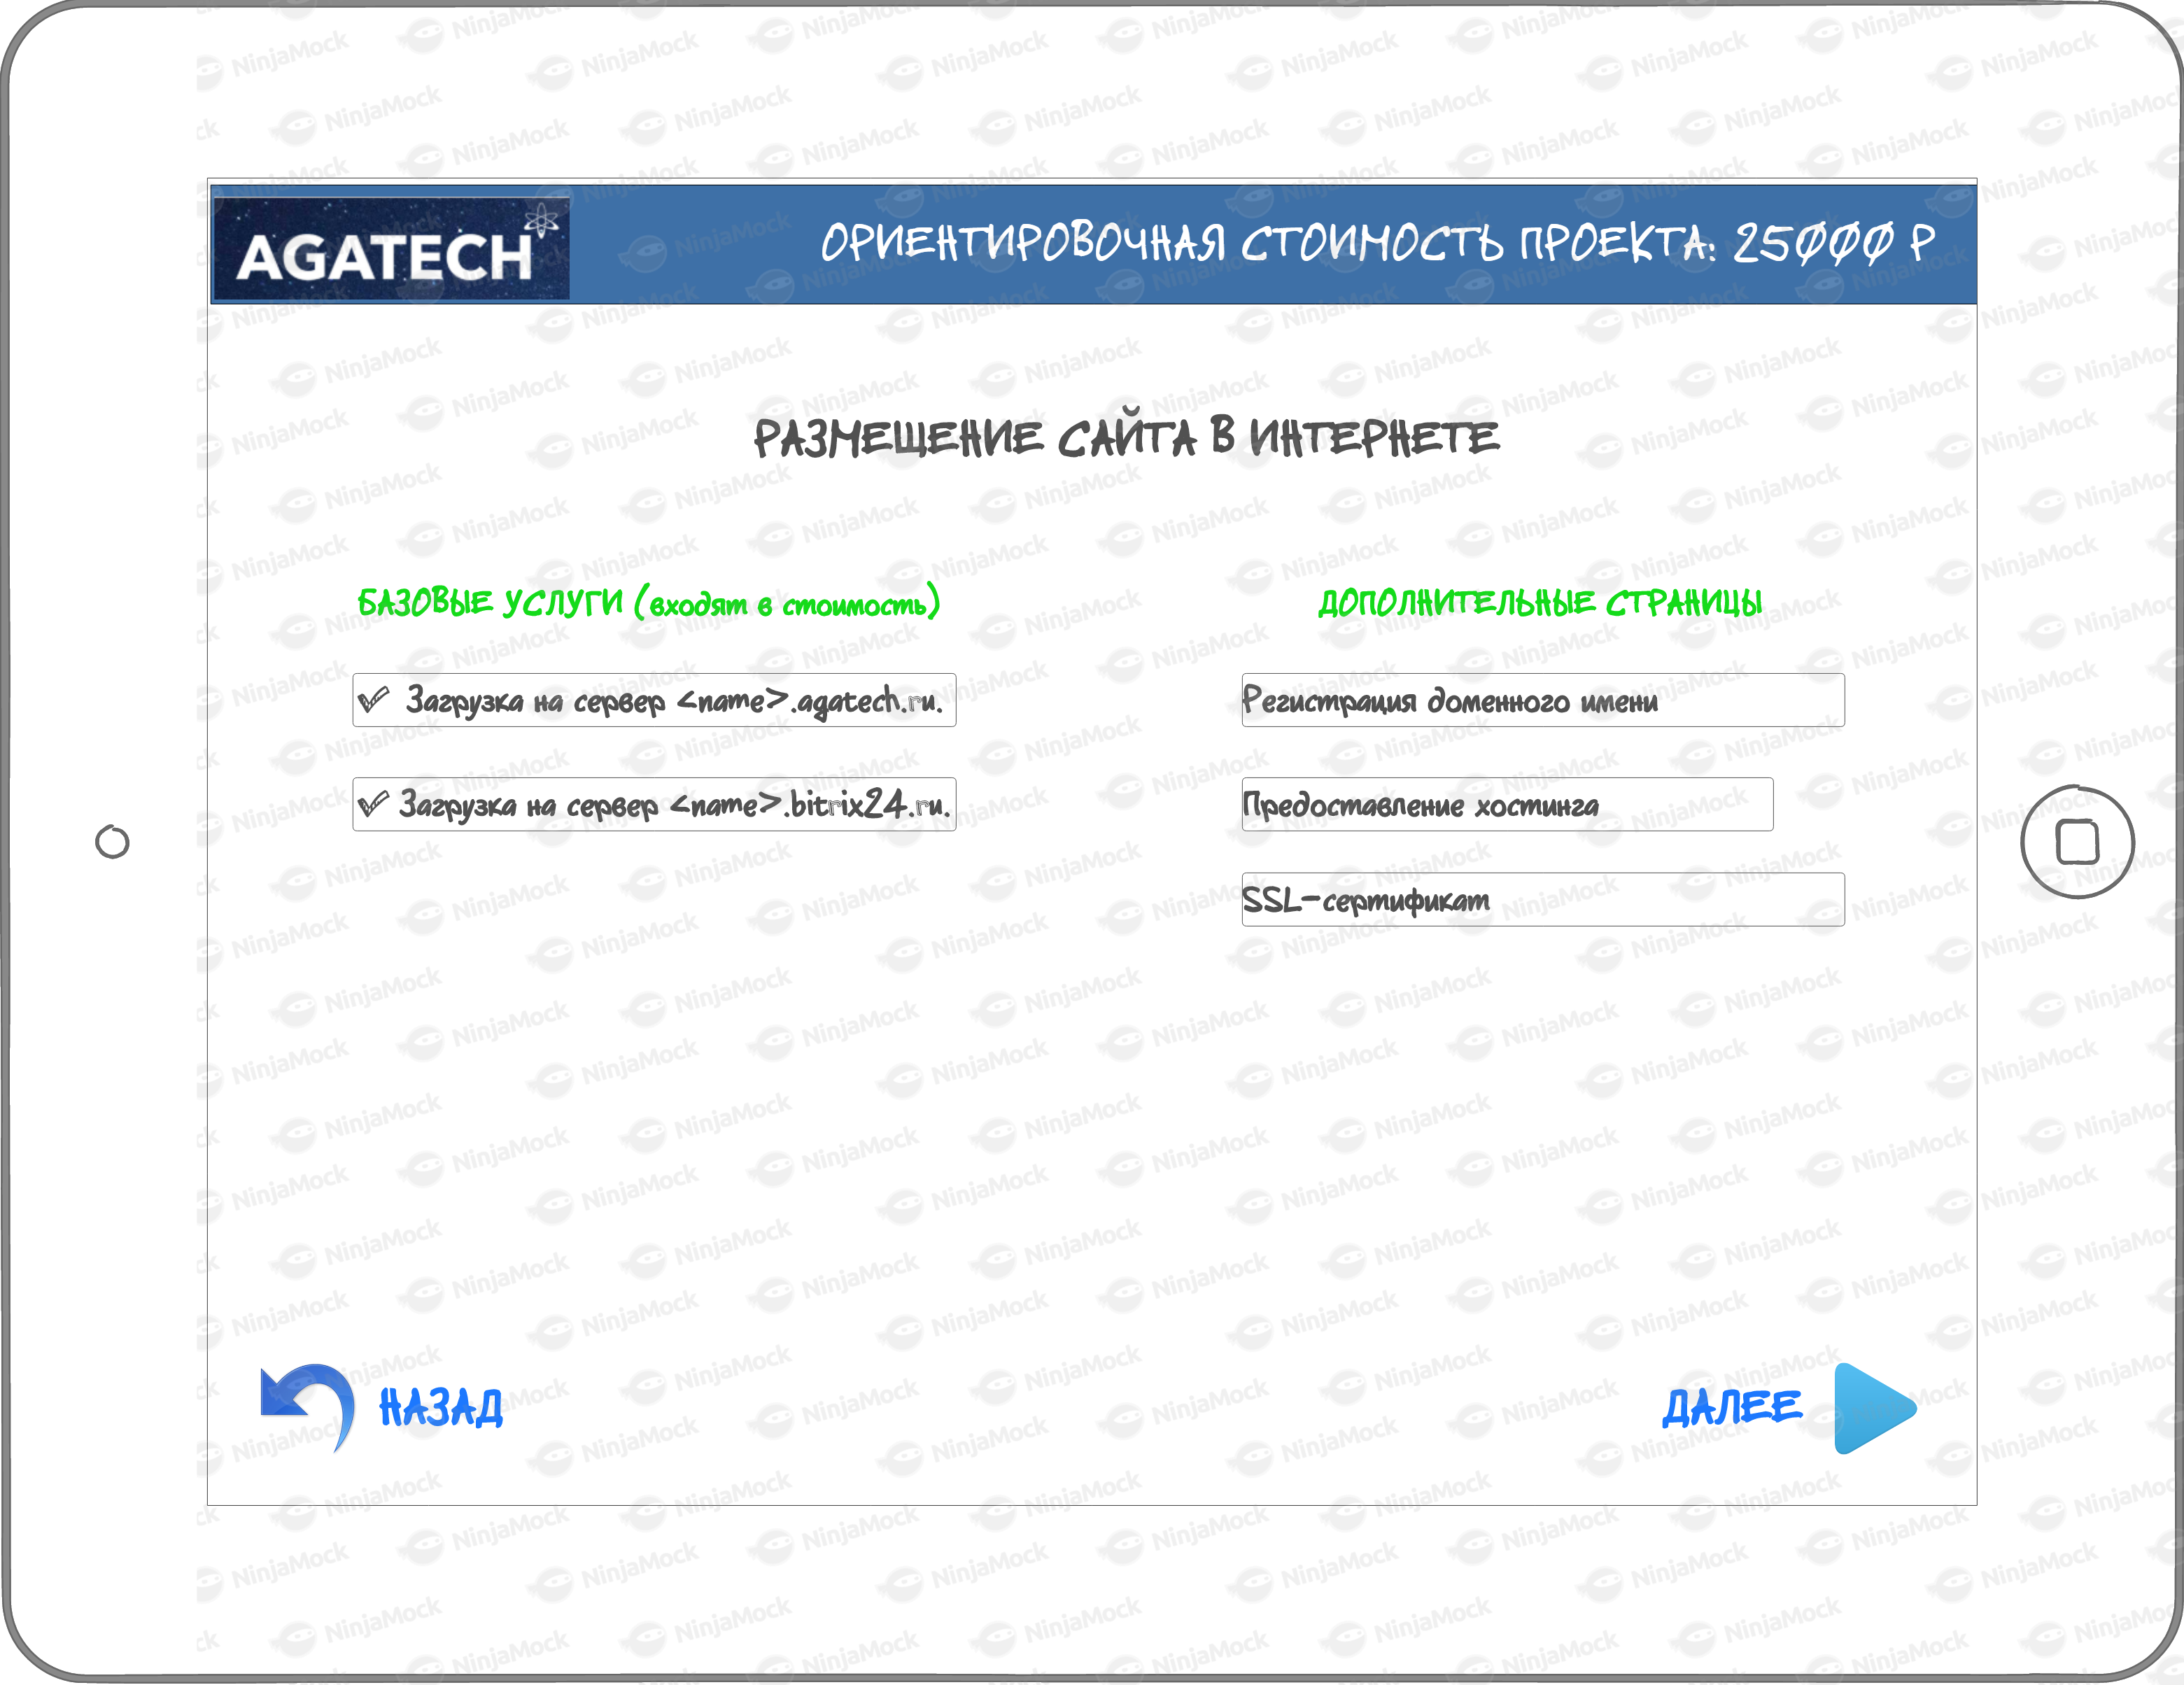 AGATECH
ОРИЕНТИРОВОЧНАЯ СТОИМОСТЬ ПРОЕКТА: 25000 Р
РАЗМЕЩЕНИЕ САЙТА В ИНТЕРНЕТЕ
БАЗОВЫЕ УСЛУГИ (входят в стоимость)
Загрузка на сервер <name>.agatech.ru.
Загрузка на сервер <name>.bitrix24.ru.
ДОПОЛНИТЕЛЬНЫЕ СТРАНИЦЫ
Регистрация доменного имени
Предоставление хостинга
SSL-сертификат
НАЗАД
ДАЛЕЕ
NinjaMock